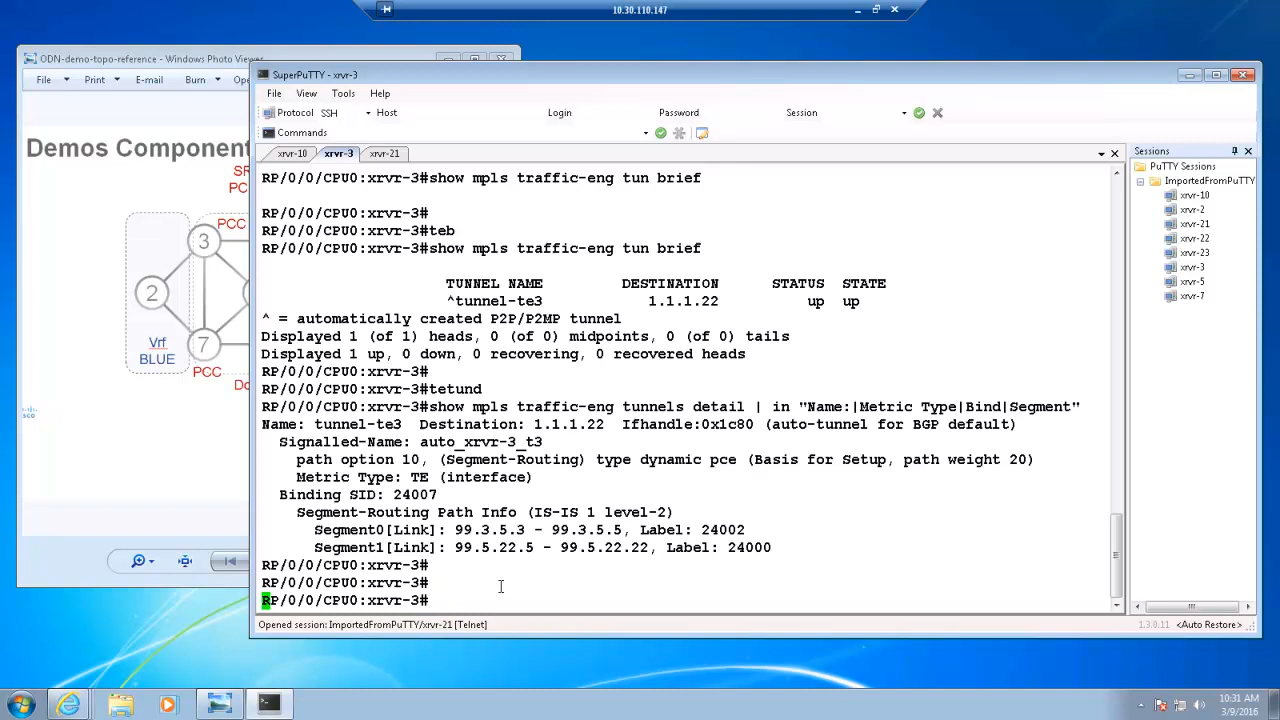 10.30.110.147
ODN-demo-topo-reference - Windows Photo Viewer
File Print E-mail Burn
Demos Component
PCC
3
2
Vrf
BLUE
7
PCC
SuperPuTTY - xrvr-3
File View Tools Help
Protocol SSH Host Login Password Session
Commands
xrvr-10 xrvr-3 xrvr-21
RP/0/0/CPU0:xrvr-3#show mpls traffic-eng tun brief
RP/0/0/CPU0:xrvr-3#
RP/0/0/CPU0:xrvr-3#teb
RP/0/0/CPU0:xrvr-3#show mpls traffic-eng tun brief
TUNNEL NAME DESTINATION STATUS STATE
^tunnel-te3 1.1.1.22 up up
^ = automatically created P2P/P2MP tunnel
Displayed 1 (of 1) heads, 0 (of 0) midpoints, 0 (of 0) tails
Displayed 1 up, 0 down, 0 recovering, 0 recovered heads
RP/0/0/CPU0:xrvr-3#
RP/0/0/CPU0:xrvr-3#tetund
RP/0/0/CPU0:xrvr-3#show mpls traffic-eng tunnels detail | in "Name:|Metric Type|Bind|Segment"
Name: tunnel-te3 Destination: 1.1.1.22 Ifhandle:0x1c80 (auto-tunnel for BGP default)
Signalled-Name: auto_xrvr-3_t3
path option 10, (Segment-Routing) type dynamic pce (Basis for Setup, path weight 20)
Metric Type: TE (interface)
Binding SID: 24007
Segment-Routing Path Info (IS-IS 1 level-2)
Segment0[Link]: 99.3.5.3 - 99.3.5.5, Label: 24002
Segment1[Link]: 99.5.22.5 - 99.5.22.22, Label: 24000
RP/0/0/CPU0:xrvr-3#
RP/0/0/CPU0:xrvr-3#
RP/0/0/CPU0:xrvr-3#
Opened session: ImportedFromPuTTY/xrvr-21 [Telnet]
1.3.0.11 <Auto Restore>
Sessions
PuTTY Sessions
ImportedFromPuTTY
xrvr-10
xrvr-2
xrvr-21
xrvr-22
xrvr-23
xrvr-3
xrvr-5
xrvr-7
10:31 AM
3/9/2016